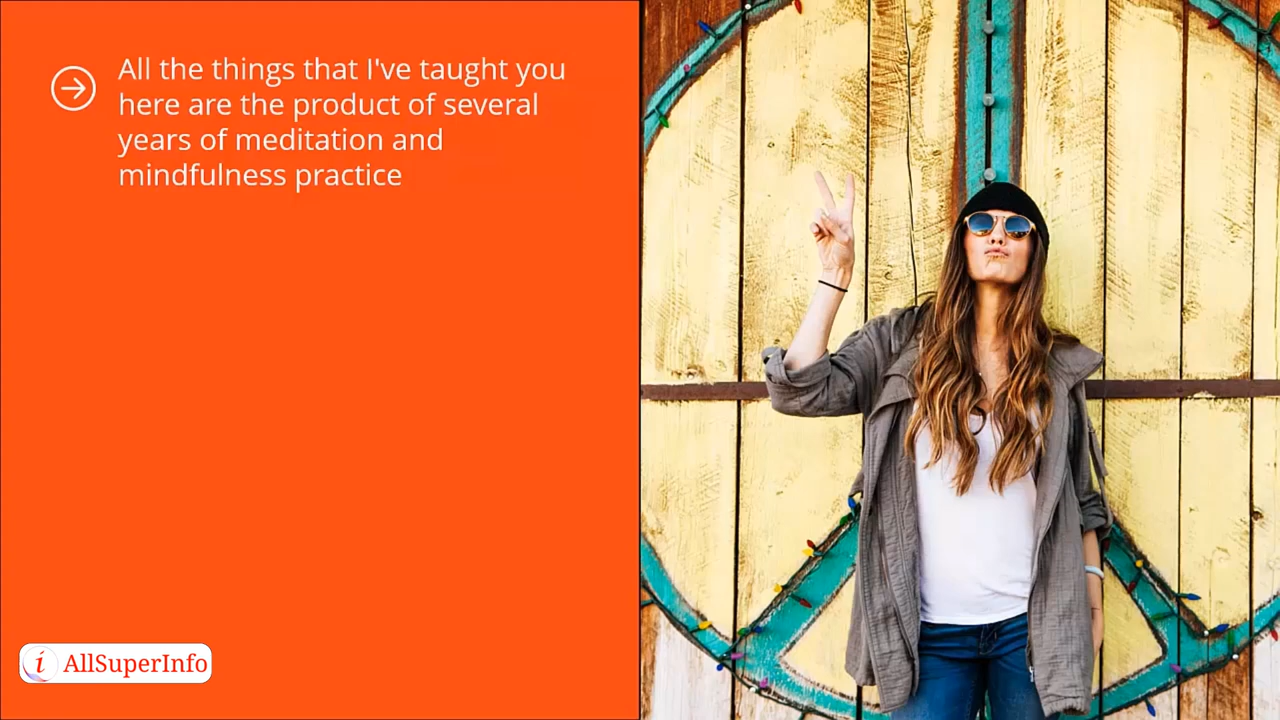 All the things that I've taught you
here are the product of several
years of meditation and
mindfulness practice
i AllSuperInfo